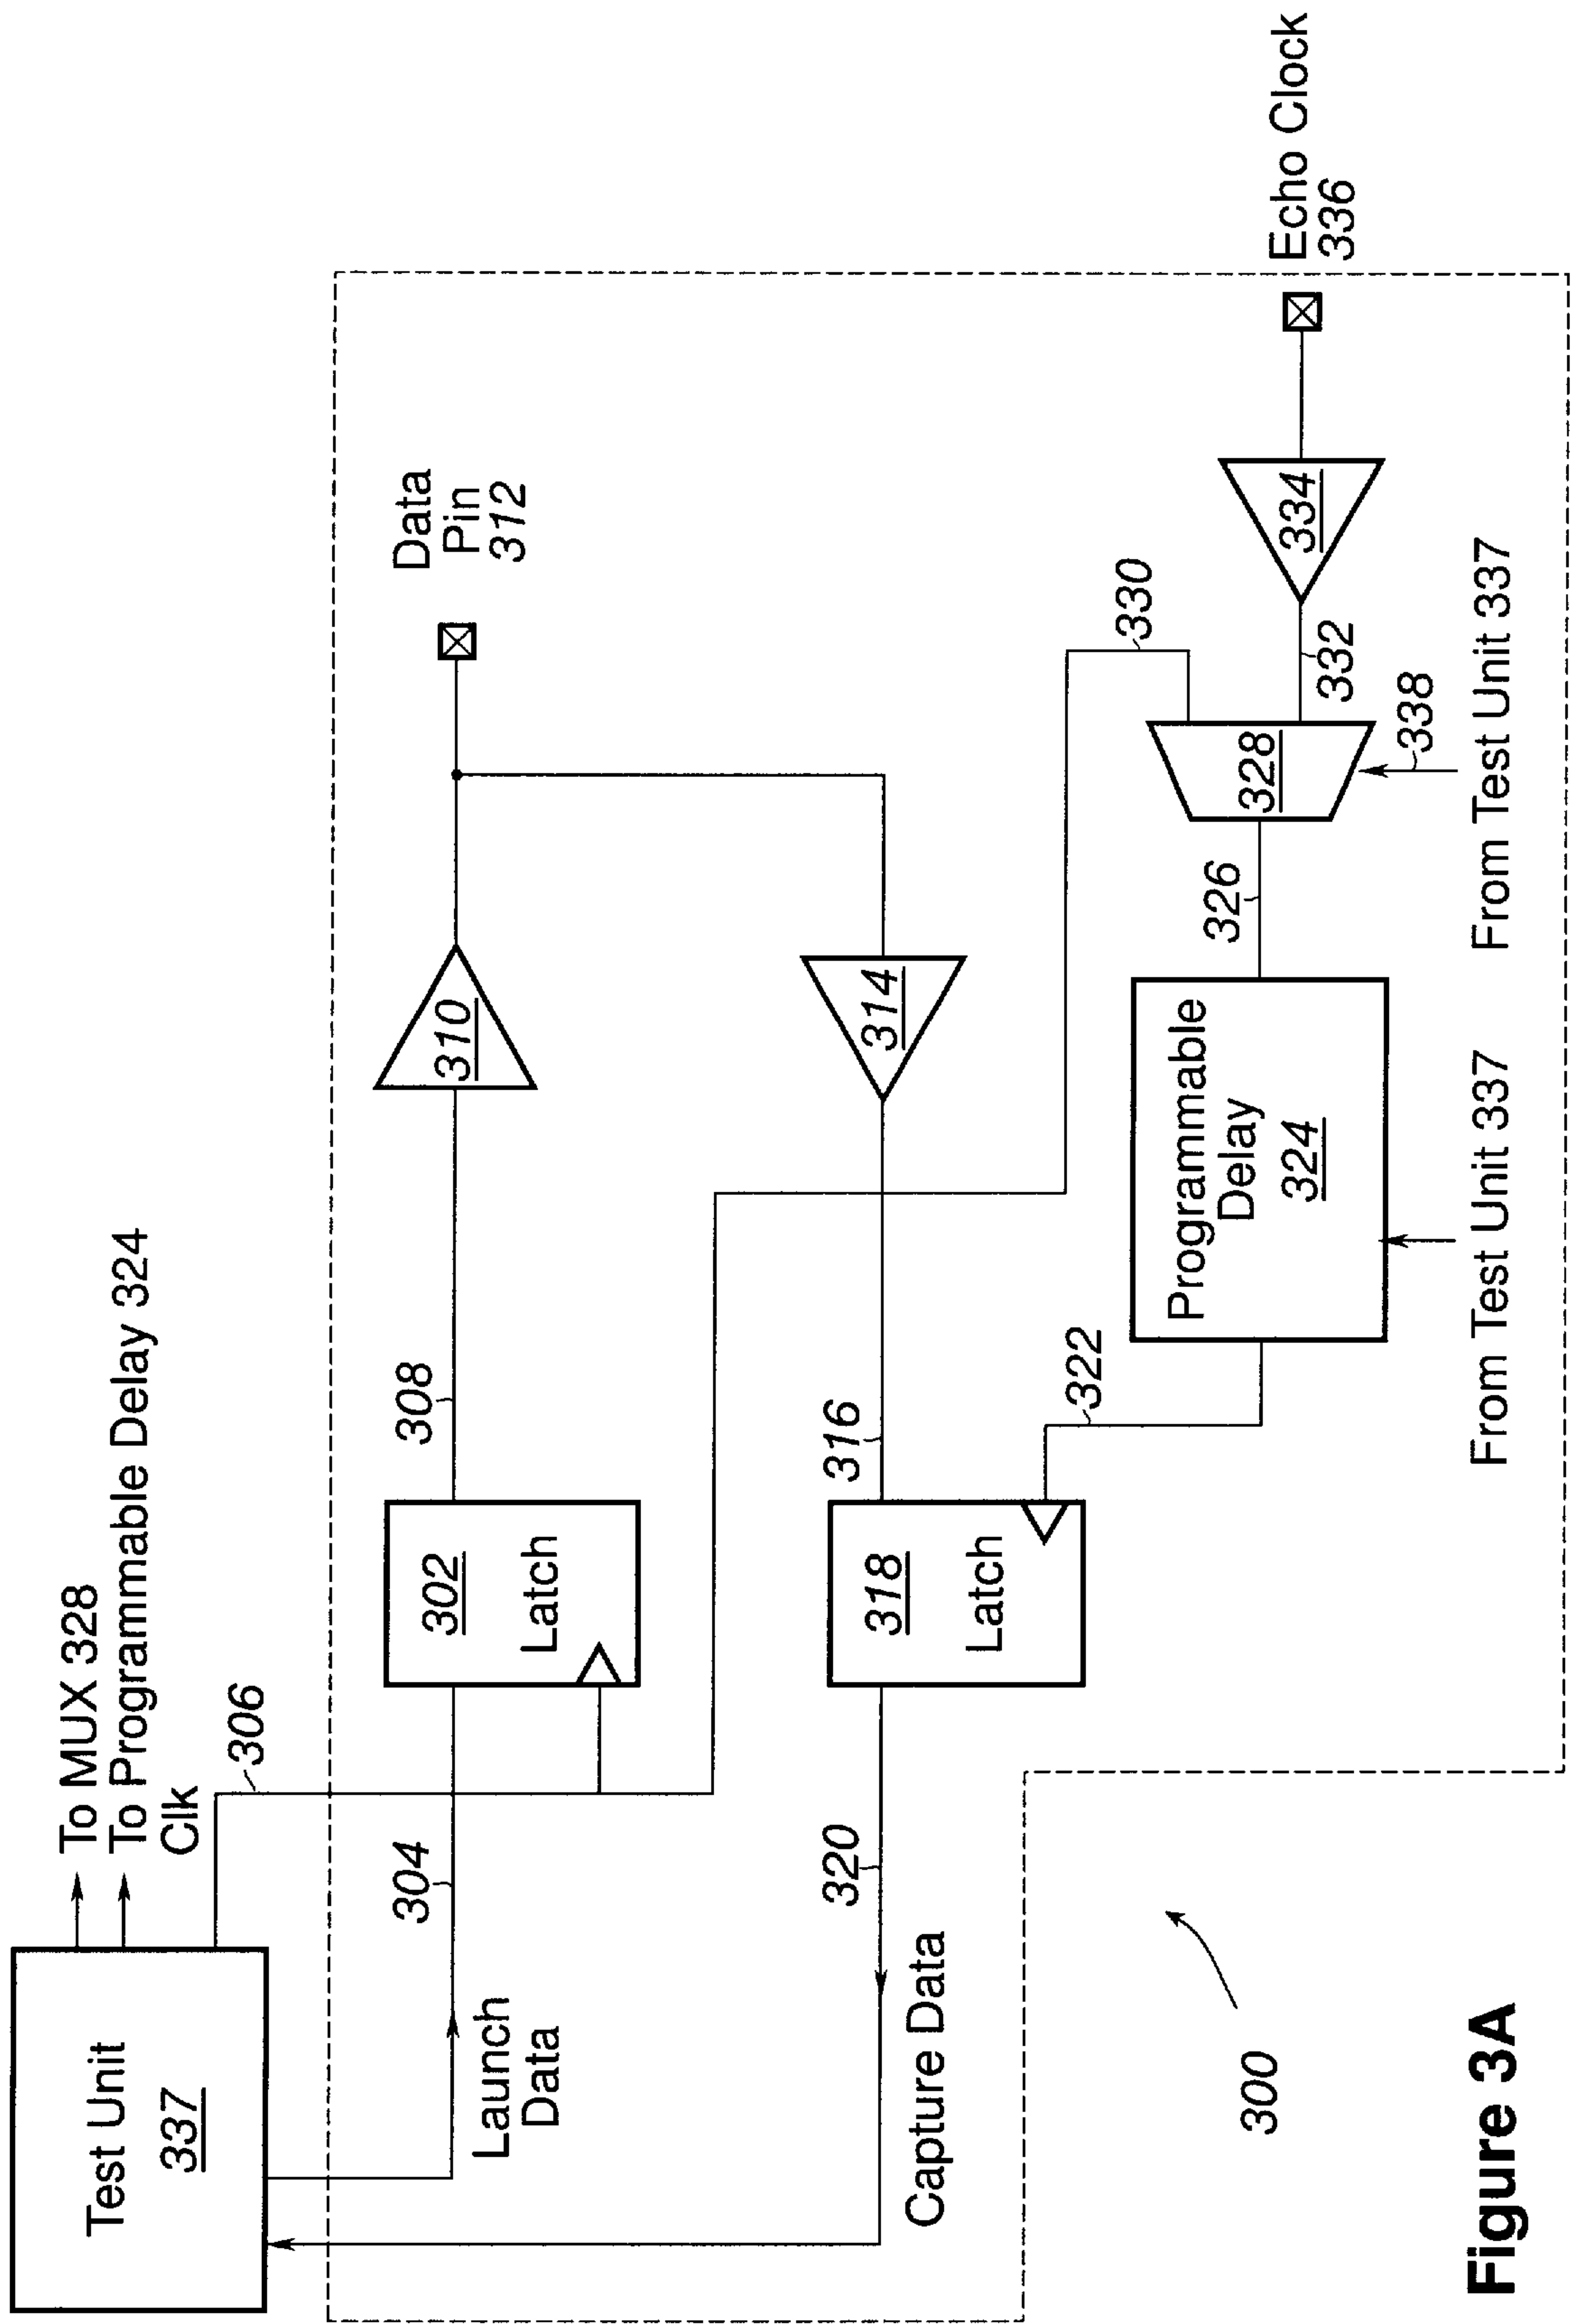 Test Unit
337
To MUX 328
To Programmable Delay 324
Clk
306
Launch
Data
304
302
Latch
308
310
Data
Pin
312
Capture Data
320
318
Latch
316
314
322
Programmable
Delay
324
326
328
330
332
334
Echo Clock
336
338
From Test Unit 337
From Test Unit 337
300
Figure 3A